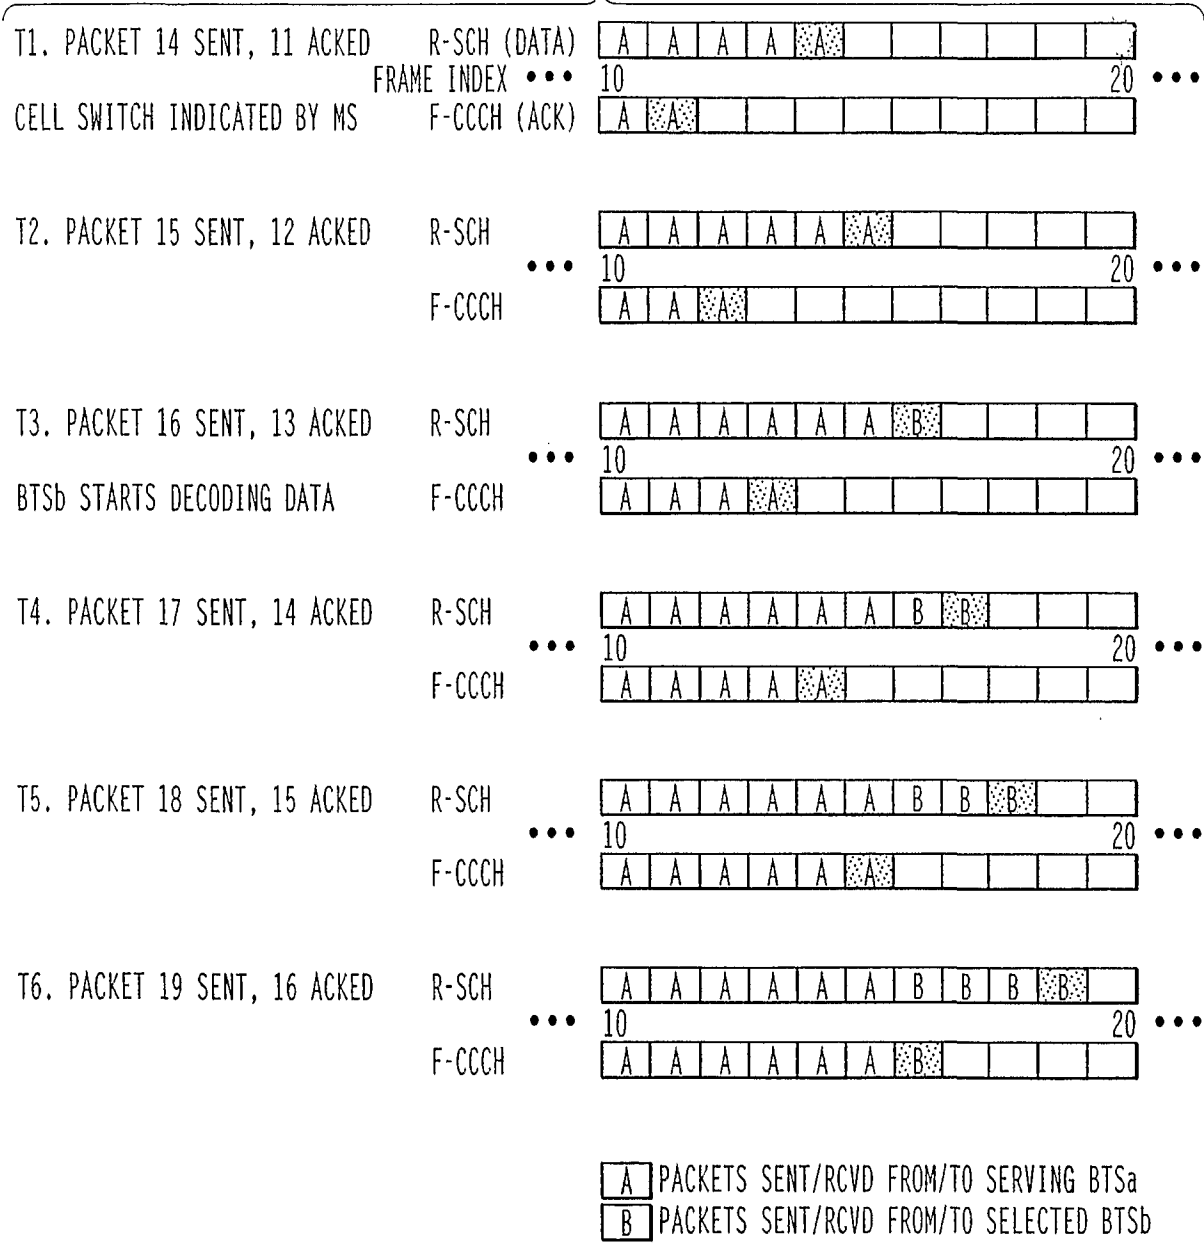 T1. PACKET 14 SENT, 11 ACKED R-SCH (DATA) A A A A A
FRAME INDEX ••• 10 20 •••
CELL SWITCH INDICATED BY MS F-CCCH (ACK) A A
T2. PACKET 15 SENT, 12 ACKED R-SCH A A A A A A
••• 10 20 •••
F-CCCH A A A
T3. PACKET 16 SENT, 13 ACKED R-SCH A A A A A A B
••• 10 20 •••
BTSb STARTS DECODING DATA F-CCCH A A A A
T4. PACKET 17 SENT, 14 ACKED R-SCH A A A A A A B B
••• 10 20 •••
F-CCCH A A A A A
T5. PACKET 18 SENT, 15 ACKED R-SCH A A A A A A B B B
••• 10 20 •••
F-CCCH A A A A A A
T6. PACKET 19 SENT, 16 ACKED R-SCH A A A A A A B B B B
••• 10 20 •••
F-CCCH A A A A A A B
A PACKETS SENT/RCVD FROM/TO SERVING BTSa
B PACKETS SENT/RCVD FROM/TO SELECTED BTSb